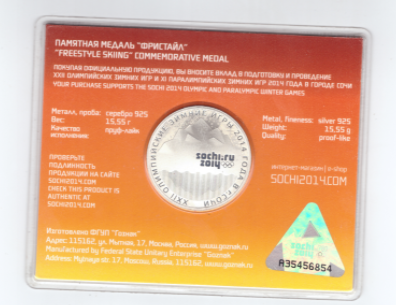 ПАМЯТНАЯ МЕДАЛЬ "ФРИСТАЙЛ"
"FREESTYLE SKIING" COMMEMORATIVE MEDAL
ПОКУПАЯ ОФИЦИАЛЬНУЮ ПРОДУКЦИЮ, ВЫ ВНОСИТЕ ВКЛАД В ПОДГОТОВКУ И ПРОВЕДЕНИЕ
XXII ОЛИМПИЙСКИХ ЗИМНИХ ИГР И XI ПАРАЛИМПИЙСКИХ ЗИМНИХ ИГР 2014 ГОДА В ГОРОДЕ СОЧИ
YOUR PURCHASE SUPPORTS THE SOCHI 2014 OLYMPIC AND PARALYMPIC WINTER GAMES
Металл, проба: серебро 925
Вес: 15,55 г
Качество
исполнения: пруф-лайк
Metal, fineness: silver 925
Weight: 15,55 g
Quality: proof-like
XXII ОЛИМПИЙСКИЕ ЗИМНИЕ ИГРЫ 2014 ГОДА В Г.СОЧИ
sochi.ru
2014
ПРОВЕРЬТЕ
ПОДЛИННОСТЬ
ПРОДУКЦИИ НА САЙТЕ
SOCHI2014.COM
CHECK THIS PRODUCT IS
AUTHENTIC AT
SOCHI2014.COM
ИНТЕРНЕТ-МАГАЗИН | e-shop
SOCHI2014.COM
sochi.ru
2014
A35456854
Изготовлено ФГУП "Гознак"
Адрес: 115162, ул. Мытная, 17, Москва, Россия, www.goznak.ru
Manufactured by Federal State Unitary Enterprise "Goznak"
Address: Mytnaya str. 17, Moscow, Russia, 115162, www.goznak.ru